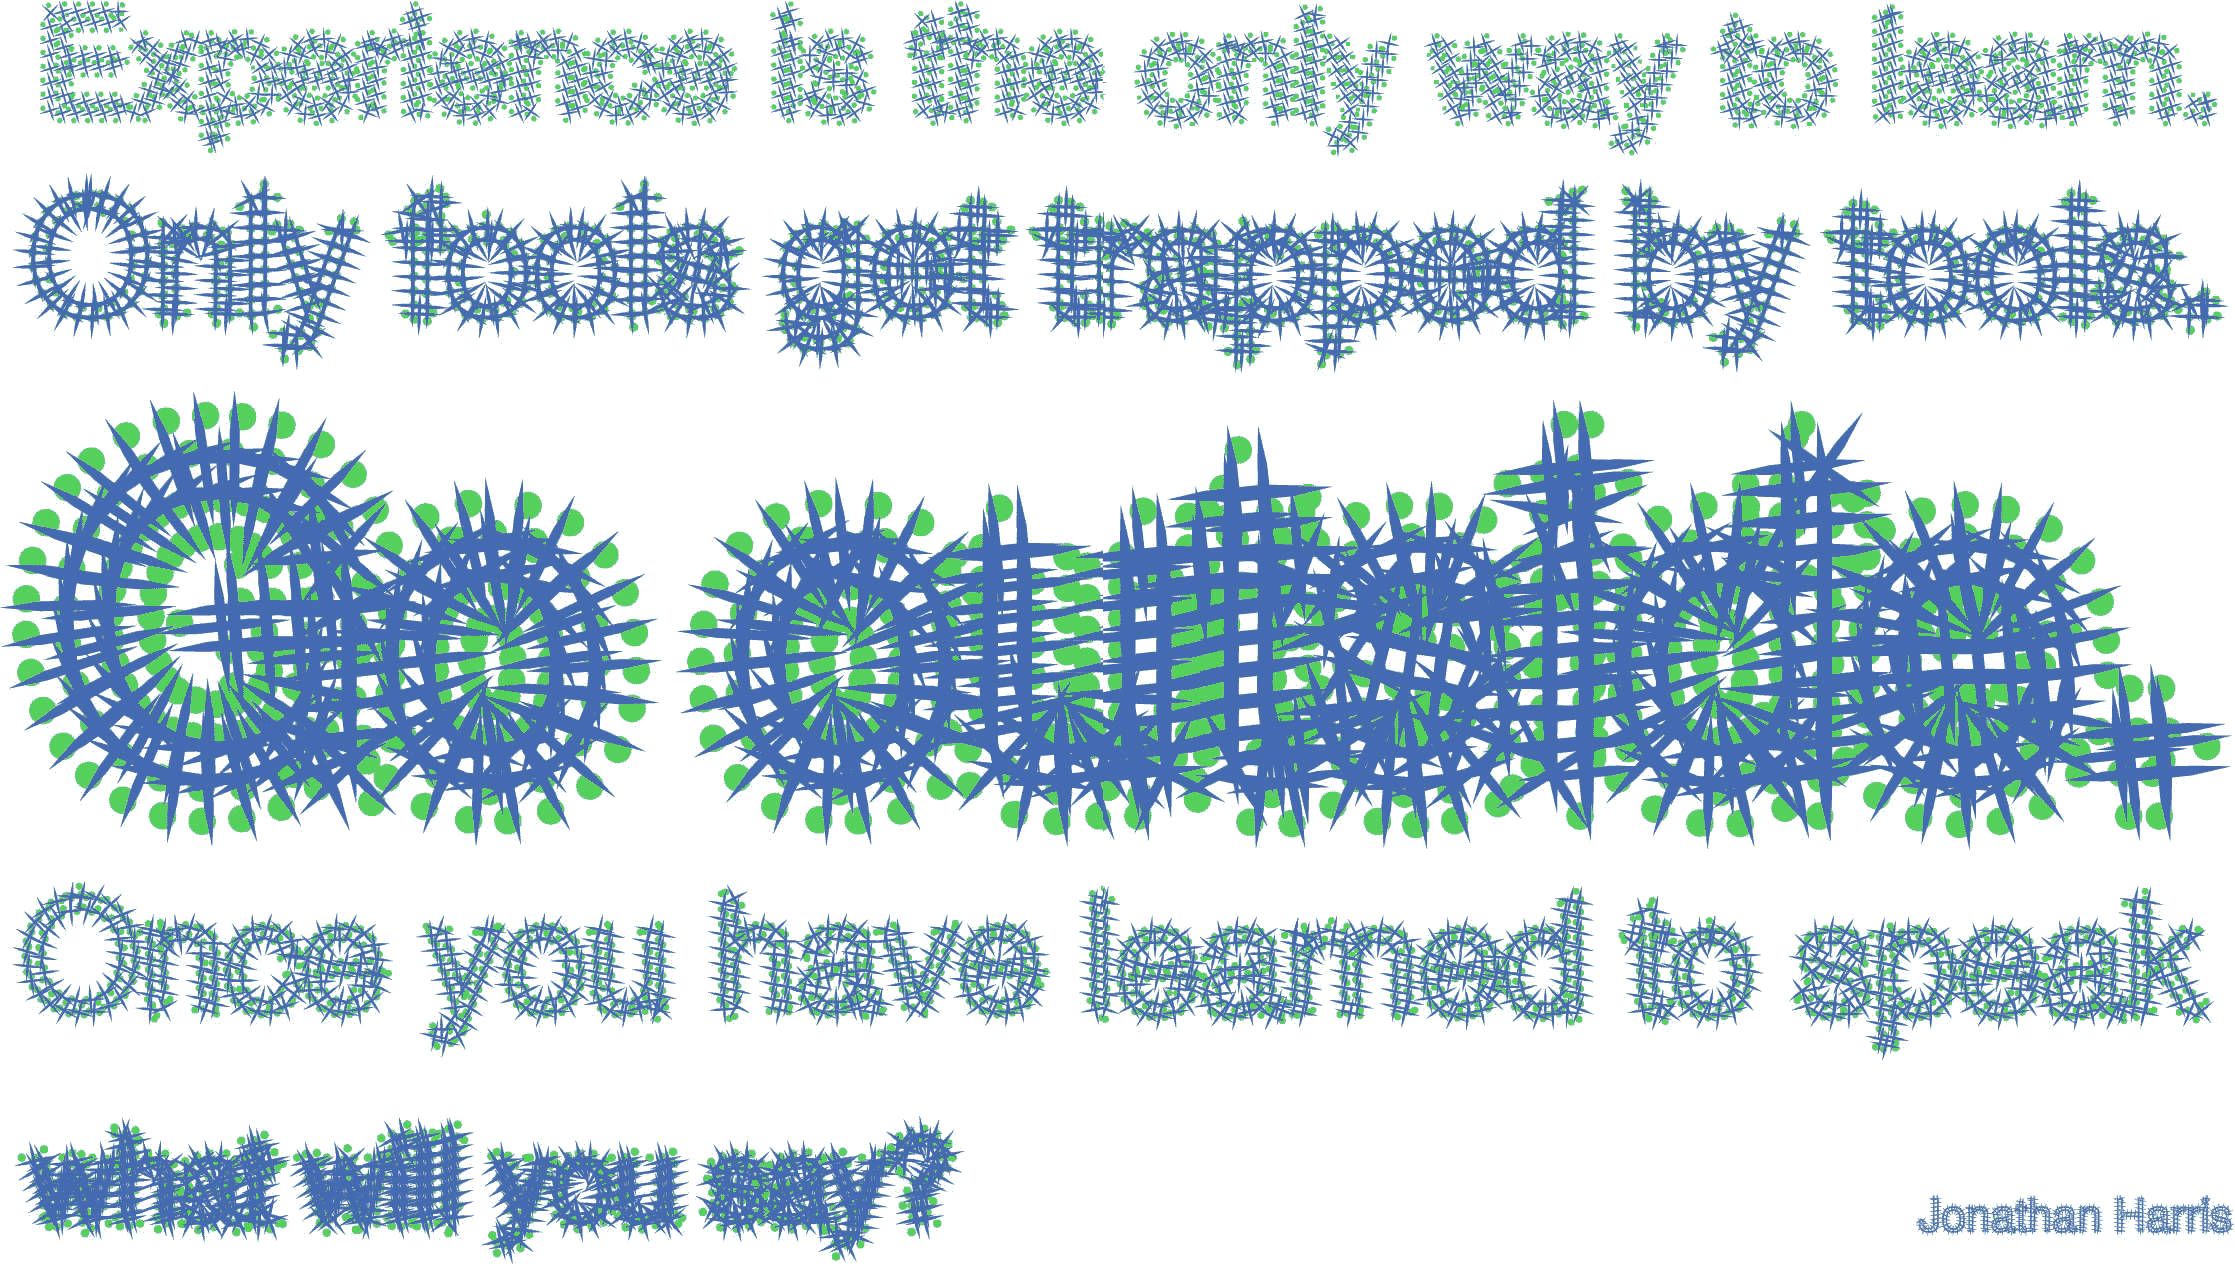 Experience is the only way to learn.
Only fools get trapped by tools.
Go outside.
Once you have learned to speak
what will you say?
Jonathan Harris